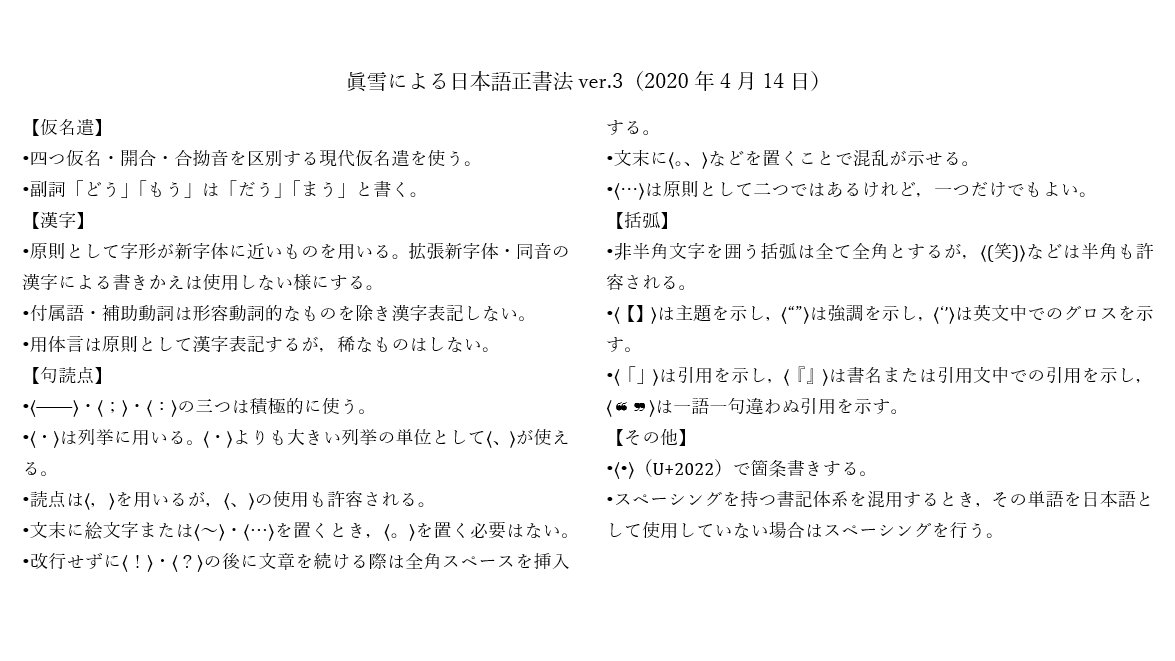 眞雪による日本語正書法 ver.3（2020 年 4 月 14 日）
【仮名遣】
•四つ仮名・開合・合拗音を区別する現代仮名遣を使う。
•副詞「どう」「もう」は「だう」「まう」と書く。
【漢字】
•原則として字形が新字体に近いものを用いる。拡張新字体・同音の
漢字による書きかえは使用しない様にする。
•付属語・補助動詞は形容動詞的なものを除き漢字表記しない。
•用体言は原則として漢字表記するが，稀なものはしない。
【句読点】
•⟨――⟩・⟨；⟩・⟨：⟩の三つは積極的に使う。
•⟨・⟩は列挙に用いる。⟨・⟩よりも大きい列挙の単位として⟨、⟩が使え
る。
•読点は⟨，⟩を用いるが，⟨、⟩の使用も許容される。
•文末に絵文字または⟨～⟩・⟨…⟩を置くとき，⟨。⟩を置く必要はない。
•改行せずに⟨！⟩・⟨？⟩の後に文章を続ける際は全角スペースを挿入
する。
•文末に⟨。、⟩などを置くことで混乱が示せる。
•⟨…⟩は原則として二つではあるけれど，一つだけでもよい。
【括弧】
•非半角文字を囲う括弧は全て全角とするが，⟨(笑)⟩などは半角も許
容される。
•⟨【】⟩は主題を示し，⟨“”⟩は強調を示し，⟨‘’⟩は英文中でのグロスを示
す。
•⟨「」⟩は引用を示し，⟨『』⟩は書名または引用文中での引用を示し，
⟨❝❞⟩は一語一句違わぬ引用を示す。
【その他】
•⟨•⟩（U+2022）で箇条書きする。
•スペーシングを持つ書記体系を混用するとき，その単語を日本語と
して使用していない場合はスペーシングを行う。